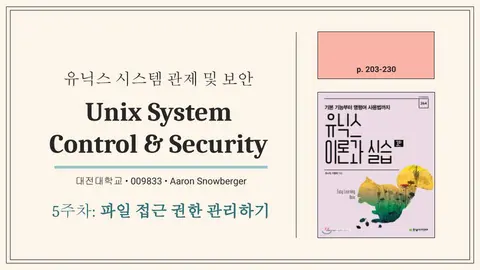 유닉스 시스템 관제 및 보안
Unix System
Control & Security
대전대학교 • 009833 • Aaron Snowberger
5주차: 파일 접근 권한 관리하기
p. 203-230
기본 기능부터 명령어 사용법까지
유닉스
이론과 실습